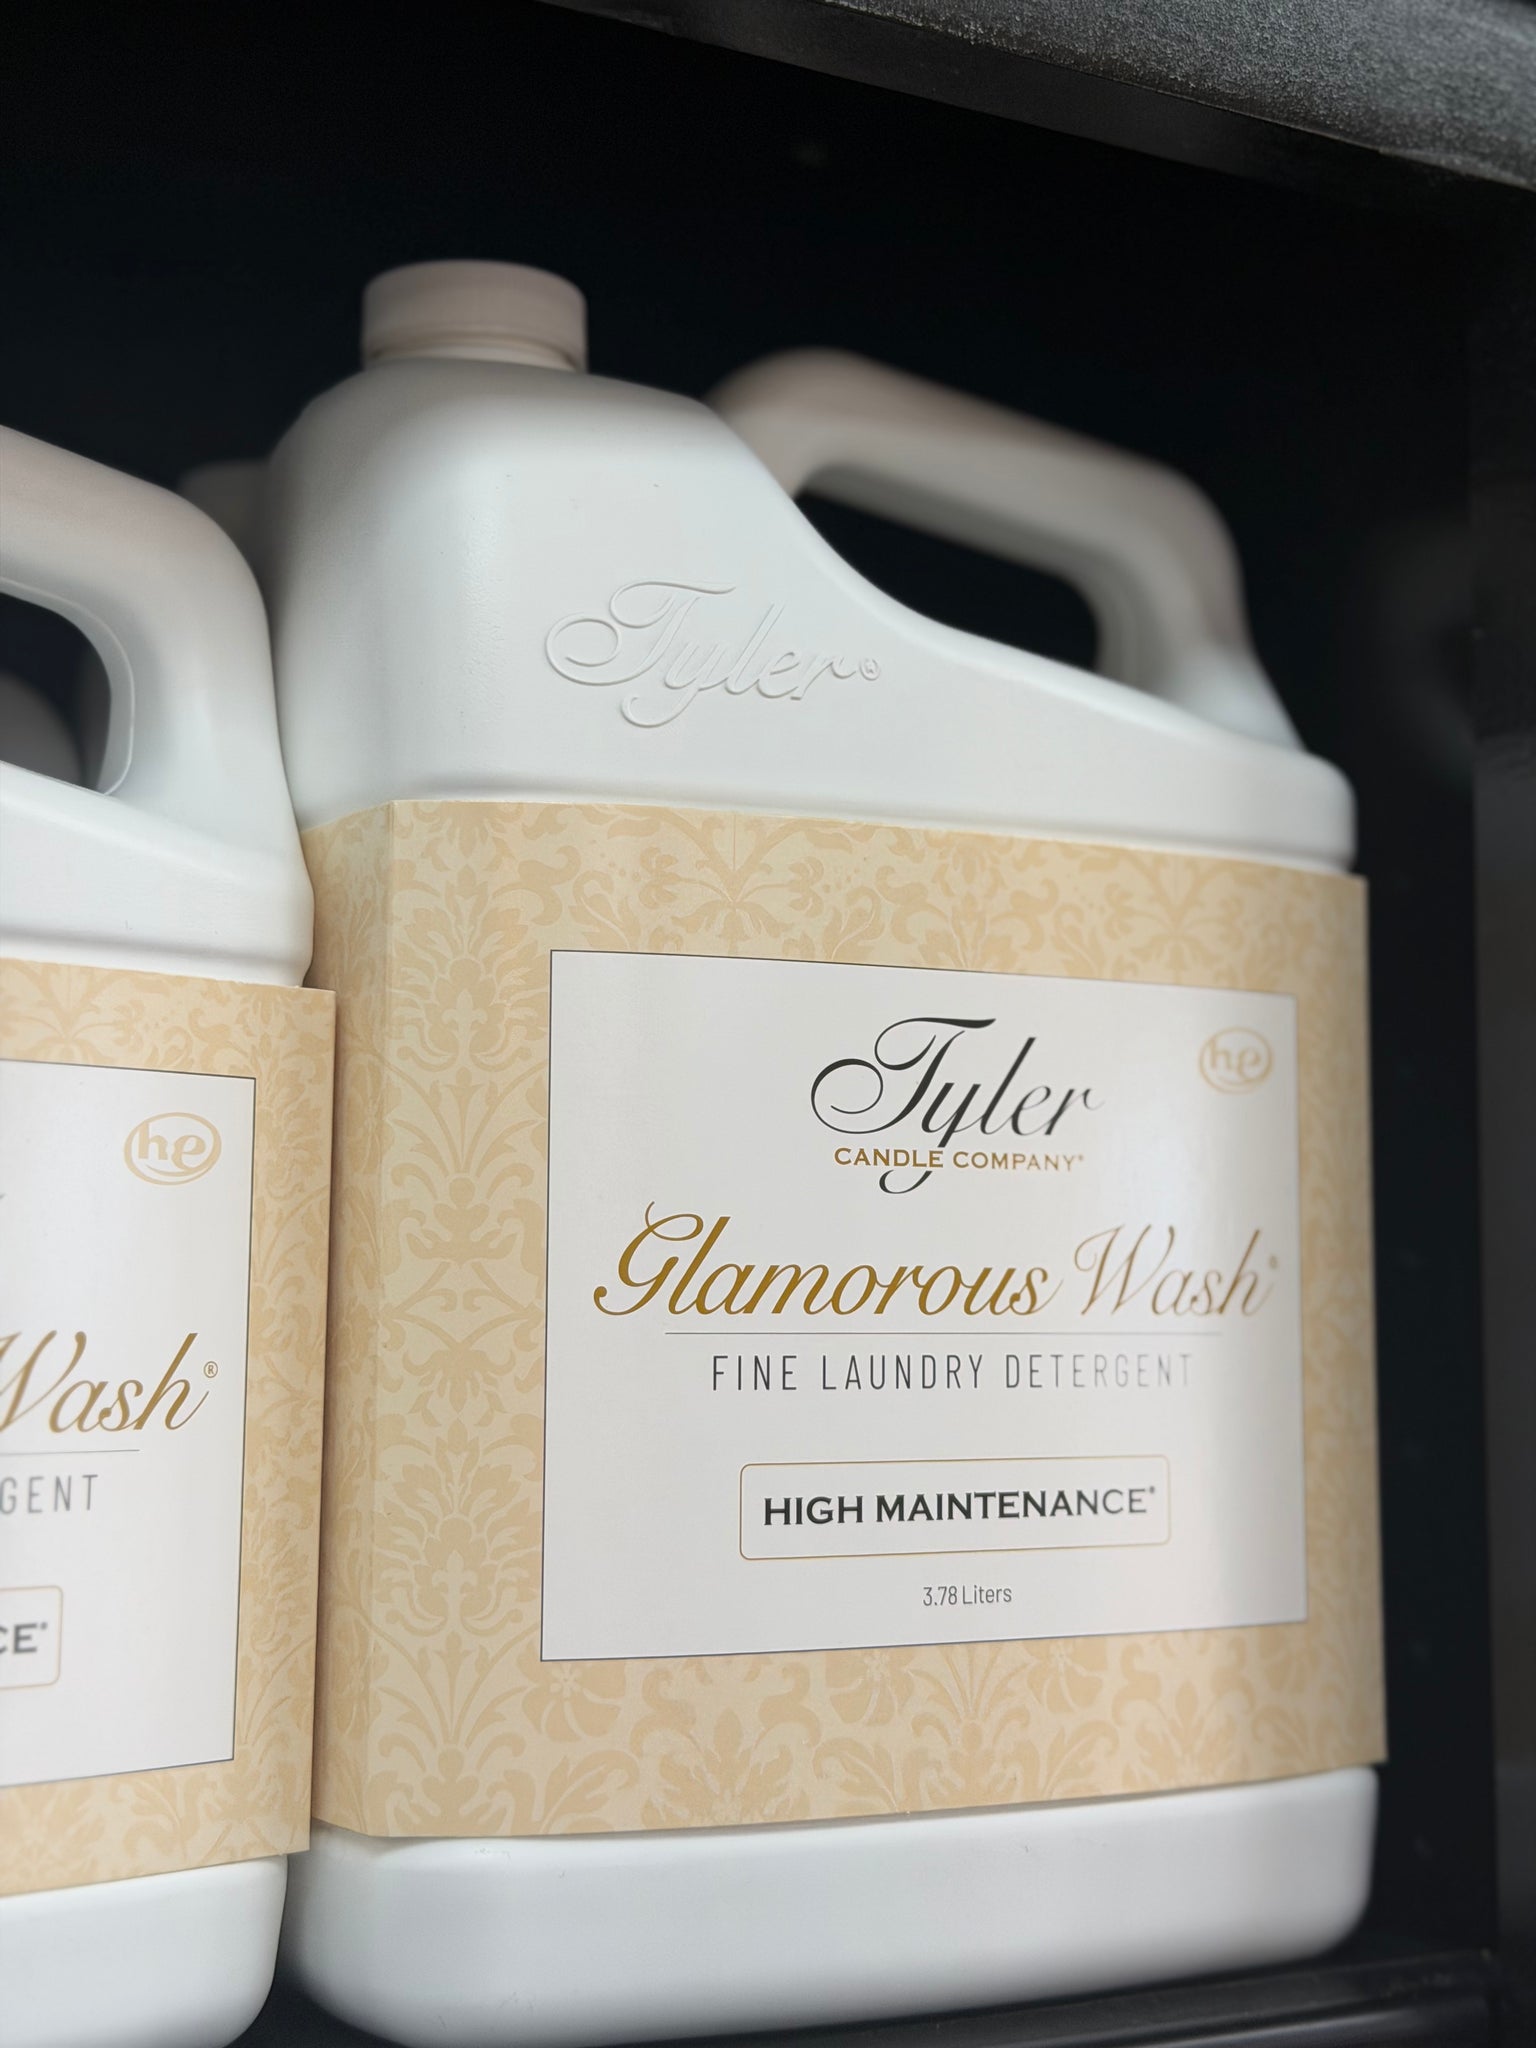 Tyler®
Tyler
CANDLE COMPANY®
he
Glamorous Wash®
FINE LAUNDRY DETERGENT
HIGH MAINTENANCE®
3.78 Liters
he
Wash®
GENT
CE®